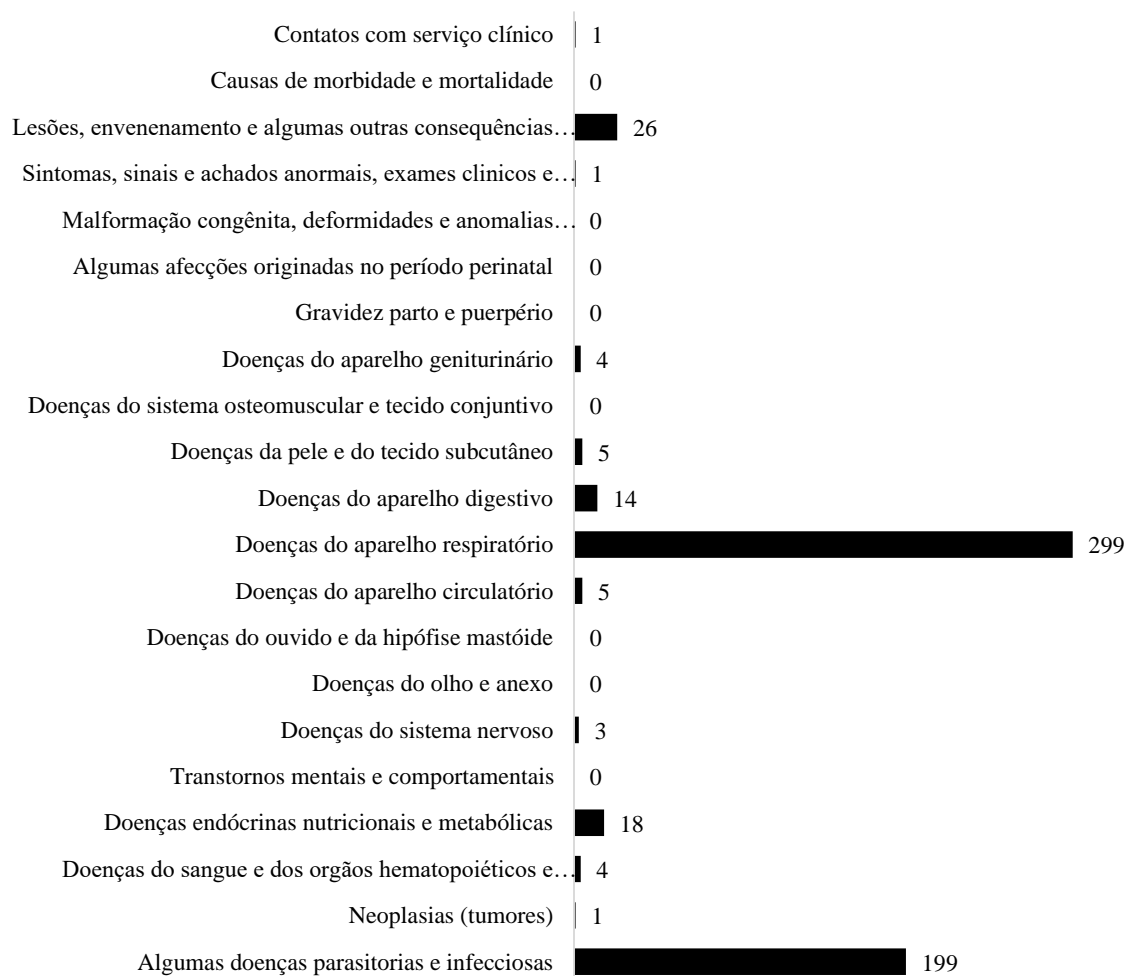 Contatos com serviço clínico 1
Causas de morbidade e mortalidade 0
Lesões, envenenamento e algumas outras consequências… 26
Sintomas, sinais e achados anormais, exames clinicos e… 1
Malformação congênita, deformidades e anomalias… 0
Algumas afecções originadas no período perinatal 0
Gravidez parto e puerpério 0
Doenças do aparelho geniturinário 4
Doenças do sistema osteomuscular e tecido conjuntivo 0
Doenças da pele e do tecido subcutâneo 5
Doenças do aparelho digestivo 14
Doenças do aparelho respiratório 299
Doenças do aparelho circulatório 5
Doenças do ouvido e da hipófise mastóide 0
Doenças do olho e anexo 0
Doenças do sistema nervoso 3
Transtornos mentais e comportamentais 0
Doenças endócrinas nutricionais e metabólicas 18
Doenças do sangue e dos orgãos hematopoiéticos e… 4
Neoplasias (tumores) 1
Algumas doenças parasitorias e infecciosas 199